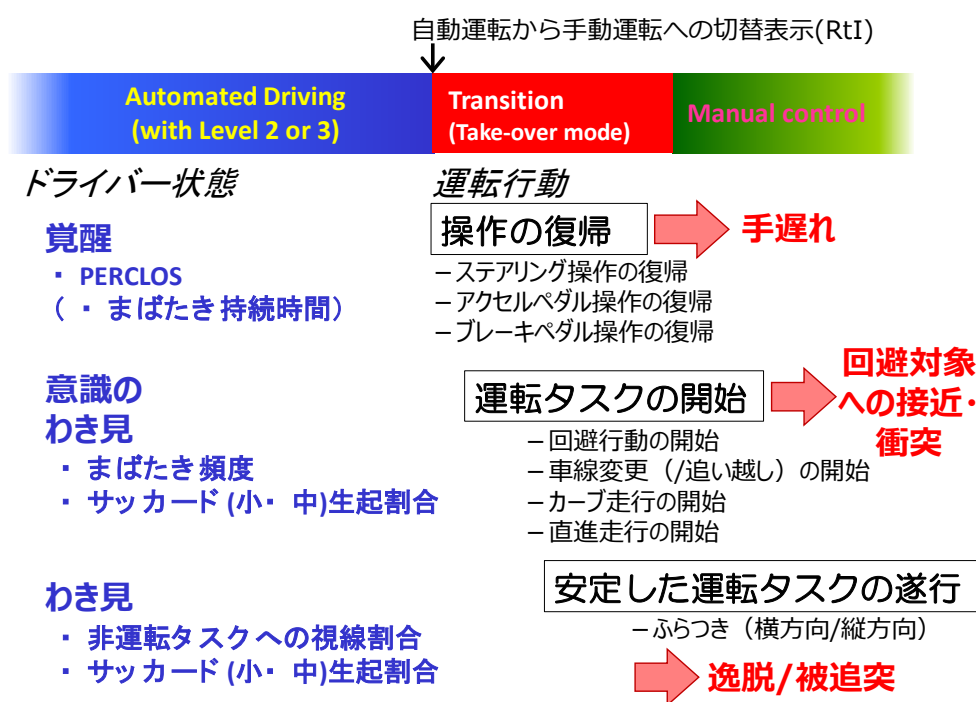 自動運転から手動運転への切替表示(RtI)
Automated Driving
(with Level 2 or 3)
Transition
(Take-over mode)
Manual control
ドライバー状態
覚醒
・ PERCLOS
( ・ まばたき持続時間）
意識の
わき見
・ まばたき頻度
・ サッカード(小・ 中)生起割合
わき見
・ 非運転タスクへの視線割合
・ サッカード(小・ 中)生起割合
運転行動
操作の復帰
手遅れ
－ステアリング操作の復帰
－アクセルペダル操作の復帰
－ブレーキペダル操作の復帰
運転タスクの開始
回避対象
への接近・
衝突
－回避行動の開始
－車線変更（/追い越し）の開始
－カーブ走行の開始
－直進走行の開始
安定した運転タスクの遂行
－ふらつき（横方向/縦方向）
逸脱/被追突